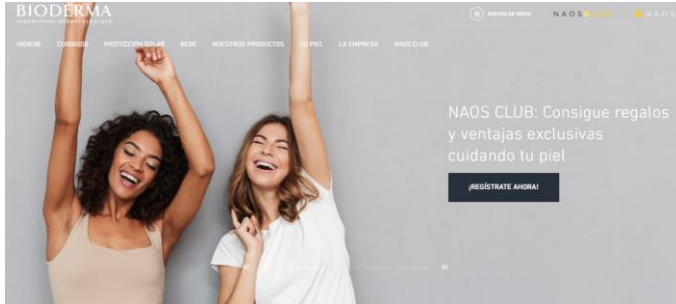 BIODERMA
LABORATOIRE DERMATOLOGIQUE
PUNTOS DE VENTA
NAOS
NAOS
HIGIENE CUIDADOS PROTECCIÓN SOLAR BEBÉ NUESTROS PRODUCTOS TU PIEL LA EMPRESA NAOS CLUB
NAOS CLUB: Consigue regalos
y ventajas exclusivas
cuidando tu piel
¡REGÍSTRATE AHORA!